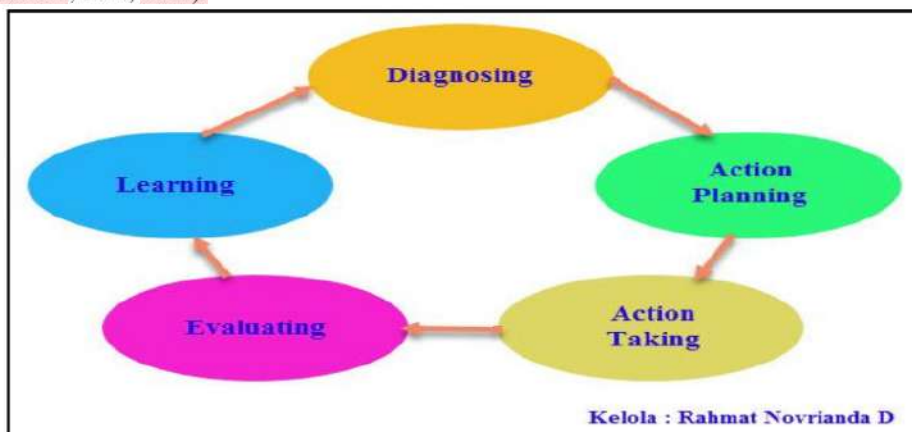 Diagnosing
Action
Planning
Action
Taking
Evaluating
Learning
Kelola : Rahmat Novrianda D